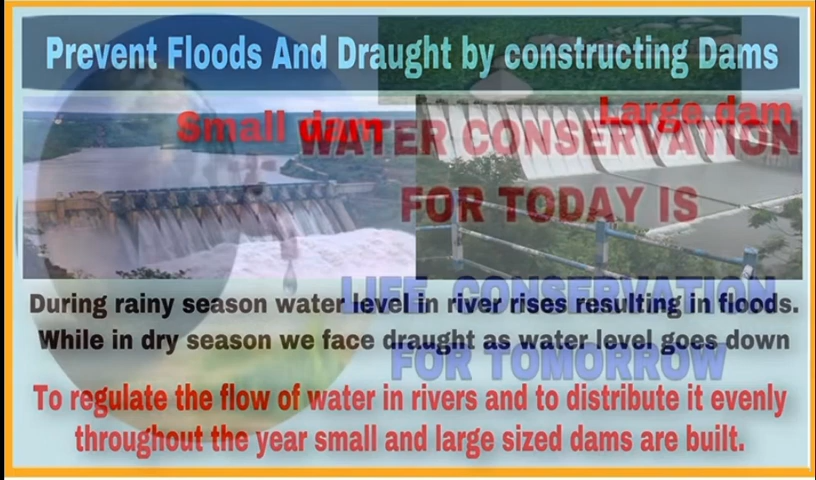 Prevent Floods And Draught by constructing Dams
Small dam
Large dam
WATER CONSERVATION
FOR TODAY IS
LIFE CONSERVATION
FOR TOMORROW
During rainy season water level in river rises resulting in floods.
While in dry season we face draught as water level goes down
To regulate the flow of water in rivers and to distribute it evenly
throughout the year small and large sized dams are built.